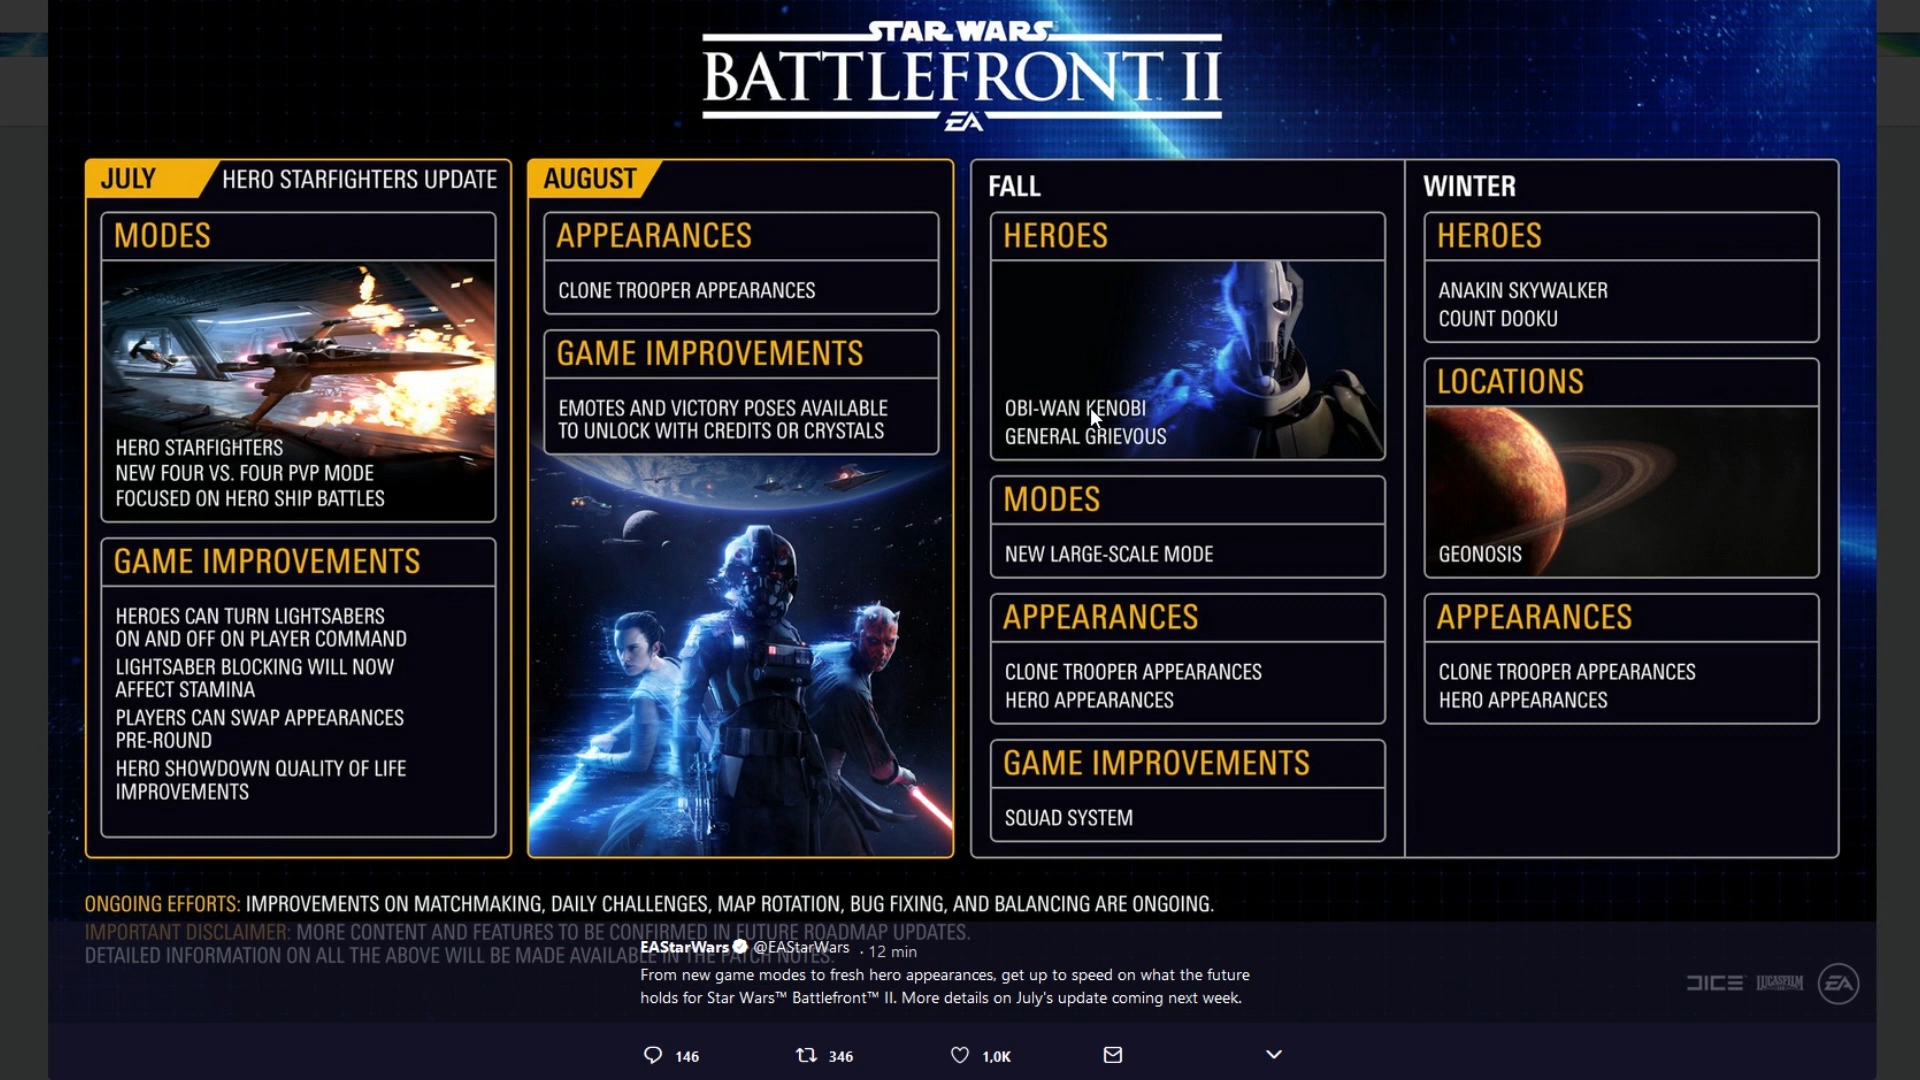 STAR WARS
BATTLEFRONT II
EA
JULY
HERO STARFIGHTERS UPDATE
MODES
HERO STARFIGHTERS
NEW FOUR VS. FOUR PVP MODE
FOCUSED ON HERO SHIP BATTLES
GAME IMPROVEMENTS
HEROES CAN TURN LIGHTSABERS
ON AND OFF ON PLAYER COMMAND
LIGHTSABER BLOCKING WILL NOW
AFFECT STAMINA
PLAYERS CAN SWAP APPEARANCES
PRE-ROUND
HERO SHOWDOWN QUALITY OF LIFE
IMPROVEMENTS
AUGUST
APPEARANCES
CLONE TROOPER APPEARANCES
GAME IMPROVEMENTS
EMOTES AND VICTORY POSES AVAILABLE
TO UNLOCK WITH CREDITS OR CRYSTALS
FALL
HEROES
OBI-WAN KENOBI
GENERAL GRIEVOUS
MODES
NEW LARGE-SCALE MODE
APPEARANCES
CLONE TROOPER APPEARANCES
HERO APPEARANCES
GAME IMPROVEMENTS
SQUAD SYSTEM
WINTER
HEROES
ANAKIN SKYWALKER
COUNT DOOKU
LOCATIONS
GEONOSIS
APPEARANCES
CLONE TROOPER APPEARANCES
HERO APPEARANCES
ONGOING EFFORTS: IMPROVEMENTS ON MATCHMAKING, DAILY CHALLENGES, MAP ROTATION, BUG FIXING, AND BALANCING ARE ONGOING.
IMPORTANT DISCLAIMER: MORE CONTENT AND FEATURES TO BE CONFIRMED IN FUTURE ROADMAP UPDATES.
DETAILED INFORMATION ON ALL THE ABOVE WILL BE MADE AVAILABLE IN THE PATCH NOTES.
EAStarWars @EAStarWars · 12 min
From new game modes to fresh hero appearances, get up to speed on what the future
holds for Star Wars™ Battlefront™ II. More details on July's update coming next week.
DICE LUCASFILM EA
146 346 1,0K